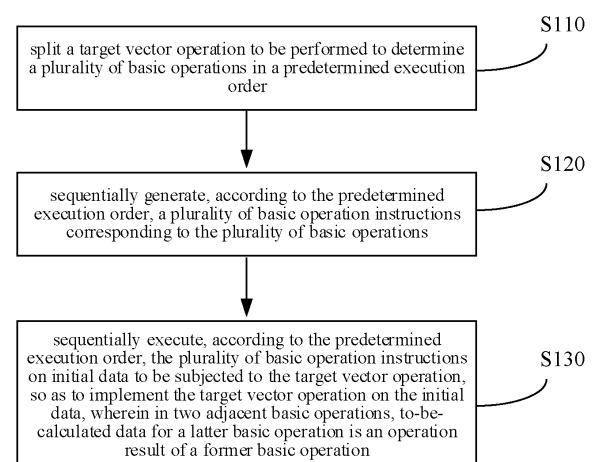 S110
split a target vector operation to be performed to determine
a plurality of basic operations in a predetermined execution
order
S120
sequentially generate, according to the predetermined
execution order, a plurality of basic operation instructions
corresponding to the plurality of basic operations
S130
sequentially execute, according to the predetermined
execution order, the plurality of basic operation instructions
on initial data to be subjected to the target vector operation,
so as to implement the target vector operation on the initial
data, wherein in two adjacent basic operations, to-be-
calculated data for a latter basic operation is an operation
result of a former basic operation